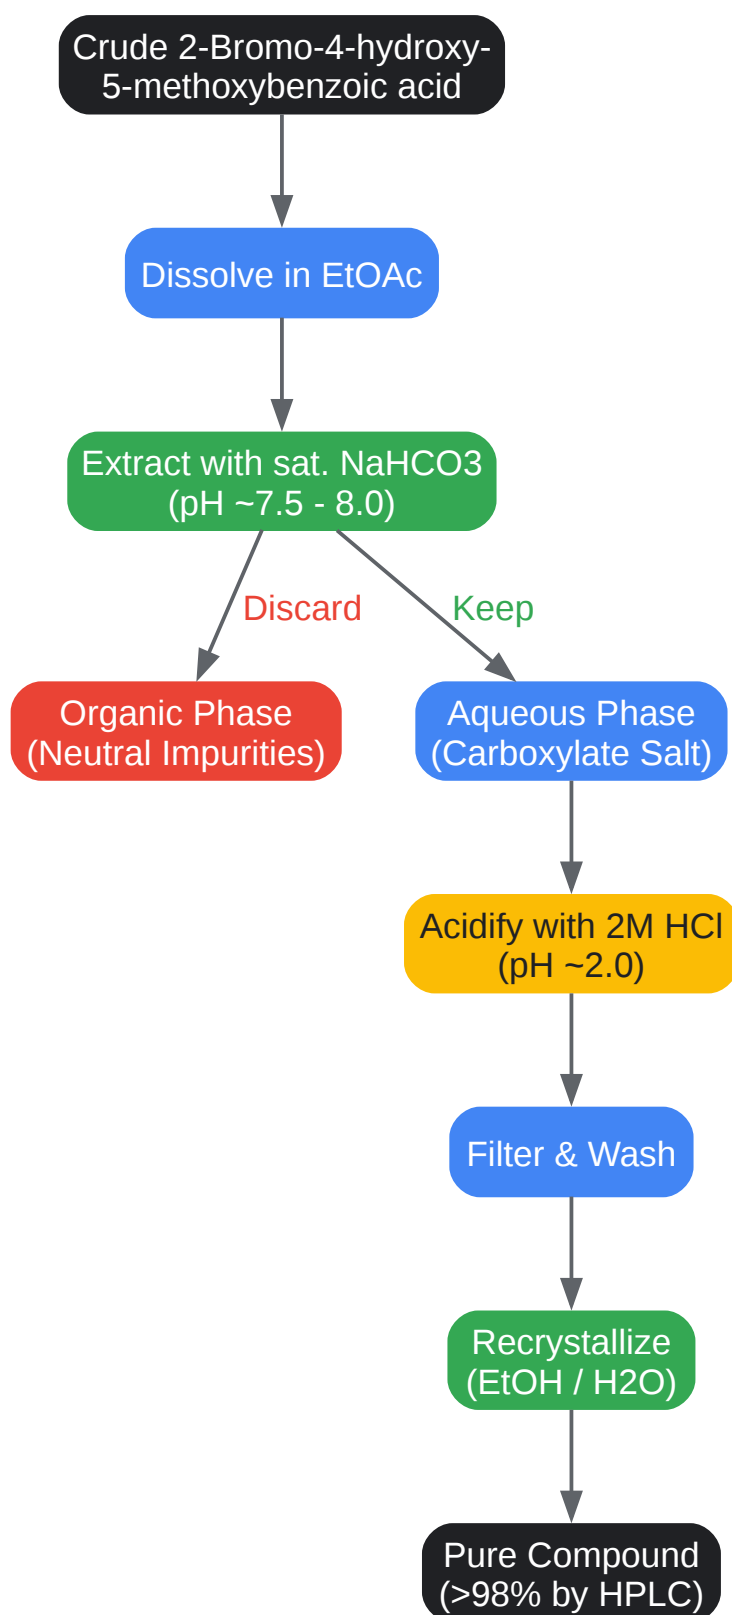 Crude 2-Bromo-4-hydroxy-
5-methoxybenzoic acid
Dissolve in EtOAc
Extract with sat. NaHCO3
(pH ~7.5 - 8.0)
Discard
Keep
Organic Phase
(Neutral Impurities)
Aqueous Phase
(Carboxylate Salt)
Acidify with 2M HCl
(pH ~2.0)
Filter & Wash
Recrystallize
(EtOH / H2O)
Pure Compound
(>98% by HPLC)